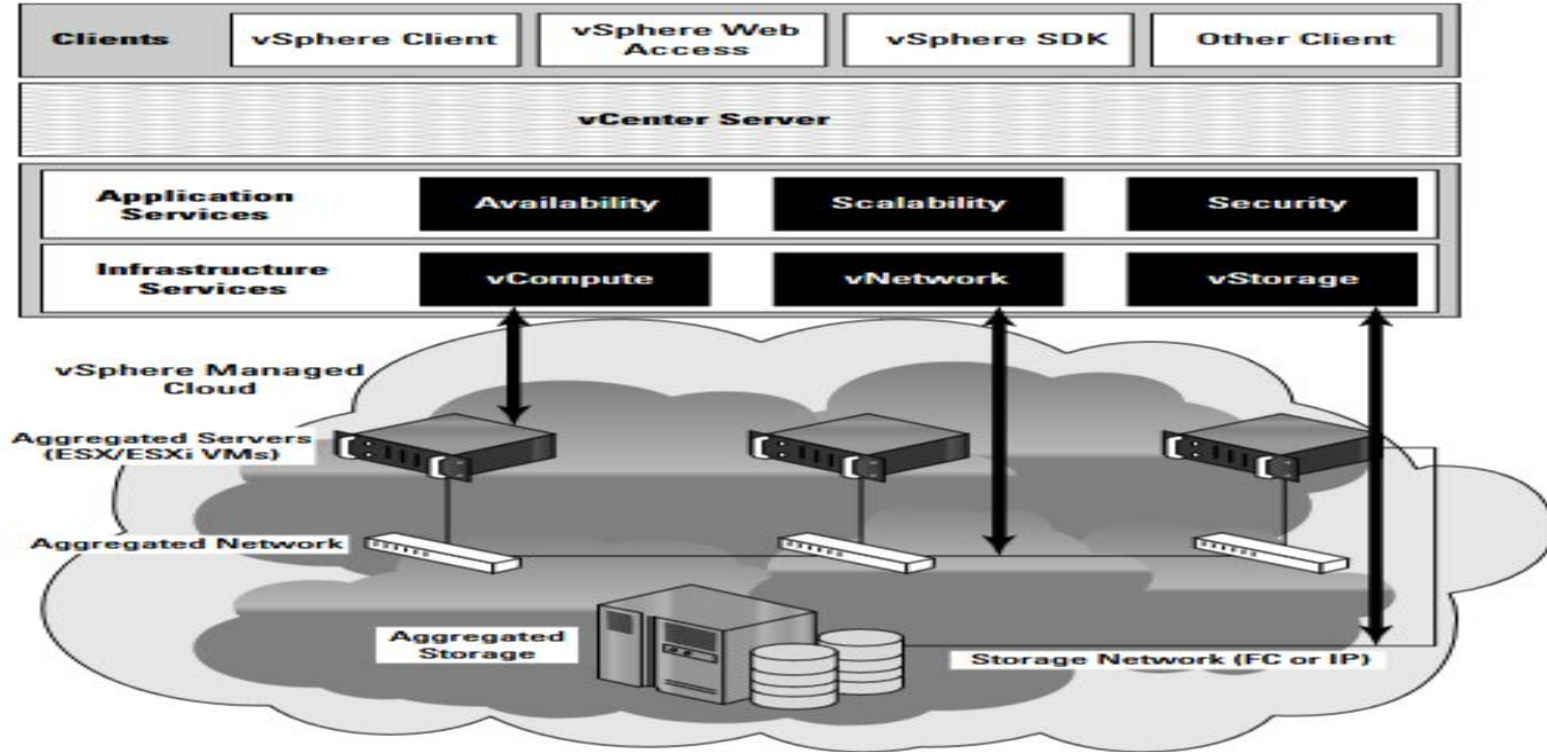 Clients
vSphere Client
vSphere Web
Access
vSphere SDK
Other Client
vCenter Server
Application
Services
Availability
Scalability
Security
Infrastructure
Services
vCompute
vNetwork
vStorage
vSphere Managed
Cloud
Aggregated Servers
(ESX/ESXi VMs)
Aggregated Network
Aggregated
Storage
Storage Network (FC or IP)